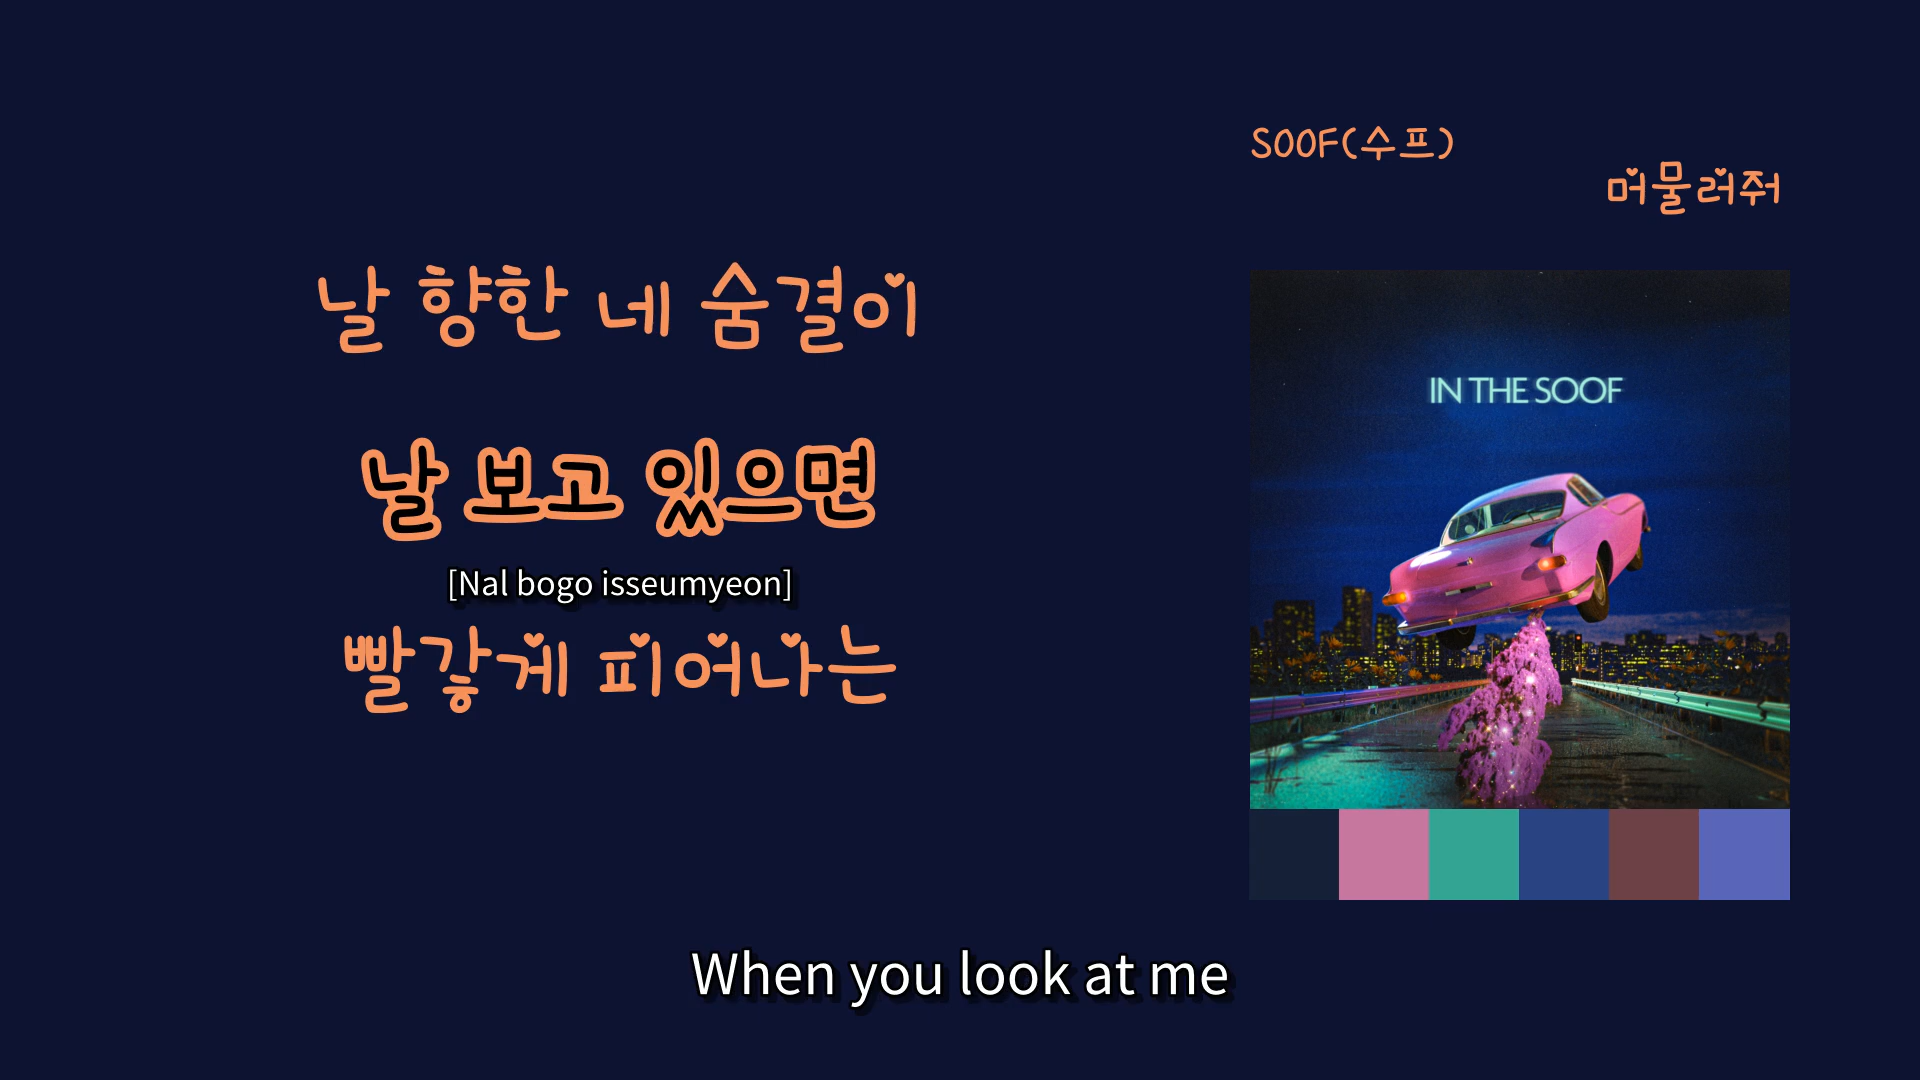 SOOF(수프)
머물러줘
날 향한 네 숨결이
날 보고 있으면
[Nal bogo isseumyeon]
빨갛게 피어나는
IN THE SOOF
When you look at me